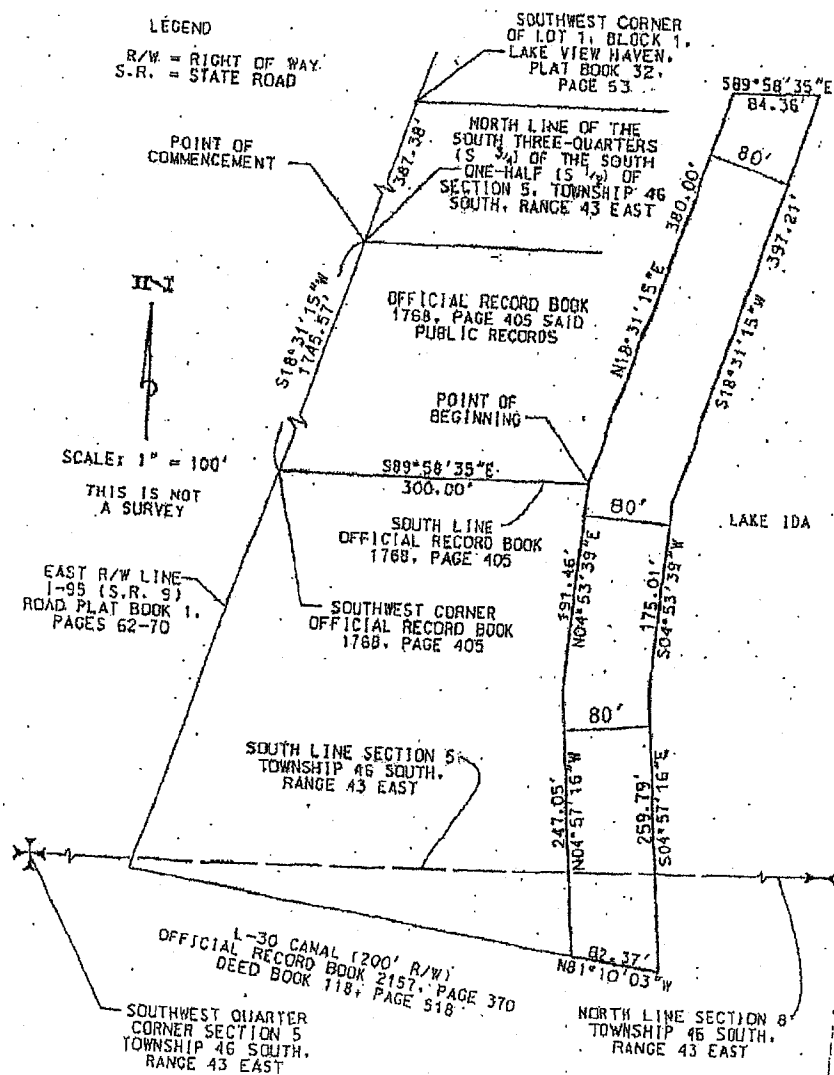 LEGEND
R/W = RIGHT OF WAY
S.R. = STATE ROAD
SOUTHWEST CORNER
OF LOT 1, BLOCK 1,
LAKE VIEW HAVEN,
PLAT BOOK 32,
PAGE 53
S89°58'35"E
84.36'
POINT OF
COMMENCEMENT
387.38'
NORTH LINE OF THE
SOUTH THREE-QUARTERS
(S 3/4) OF THE SOUTH
ONE-HALF (S 1/2) OF
SECTION 5, TOWNSHIP 46
SOUTH, RANGE 43 EAST
80'
380.00'
N18°31'15"E
397.21'
S18°31'15"W
N
S18°31'15"W
1745.57'
OFFICIAL RECORD BOOK
1768, PAGE 405 SAID
PUBLIC RECORDS
POINT OF
BEGINNING
SCALE: 1" = 100'
THIS IS NOT
A SURVEY
S89°58'35"E
300.00'
80'
LAKE IDA
SOUTH LINE
OFFICIAL RECORD BOOK
1768, PAGE 405
EAST R/W LINE
I-95 (S.R. 9)
ROAD PLAT BOOK 1,
PAGES 62-70
SOUTHWEST CORNER
OFFICIAL RECORD BOOK
1768, PAGE 405
191.46'
N04°53'39"E
175.01'
S04°53'39"W
80'
SOUTH LINE SECTION 5,
TOWNSHIP 46 SOUTH,
RANGE 43 EAST
247.05'
N04°57'16"W
259.79'
S04°57'16"E
L-30 CANAL (200' R/W)
OFFICIAL RECORD BOOK 2157, PAGE 370
DEED BOOK 118, PAGE 518
82.37'
N81°10'03"W
SOUTHWEST QUARTER
CORNER SECTION 5
TOWNSHIP 46 SOUTH,
RANGE 43 EAST
NORTH LINE SECTION 8
TOWNSHIP 46 SOUTH,
RANGE 43 EAST